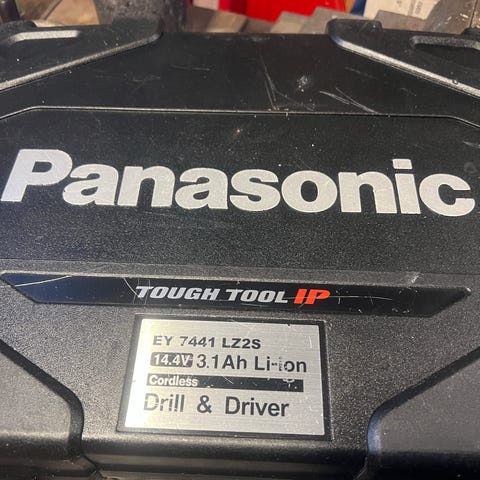 Panasonic
TOUGH TOOL IP
EY 7441 LZ2S
14.4V 3.1Ah Li-ion
Cordless
Drill & Driver